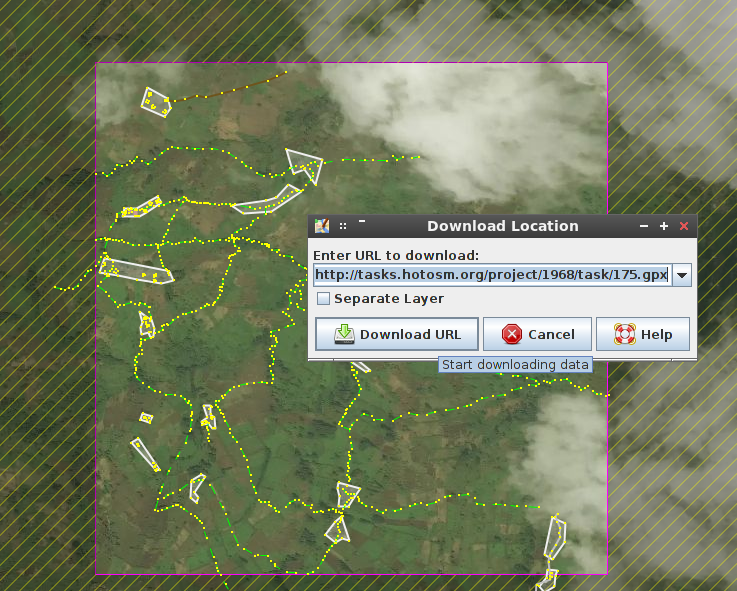 Download Location
Enter URL to download:
http://tasks.hotosm.org/project/1968/task/175.gpx
Separate Layer
Download URL
Cancel
Help
Start downloading data